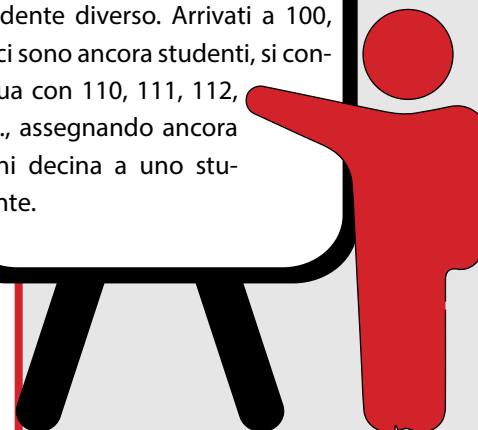 dente diverso. Arrivati a 100,
ci sono ancora studenti, si con-
ua con 110, 111, 112,
., assegnando ancora
ni decina a uno stu-
nte.